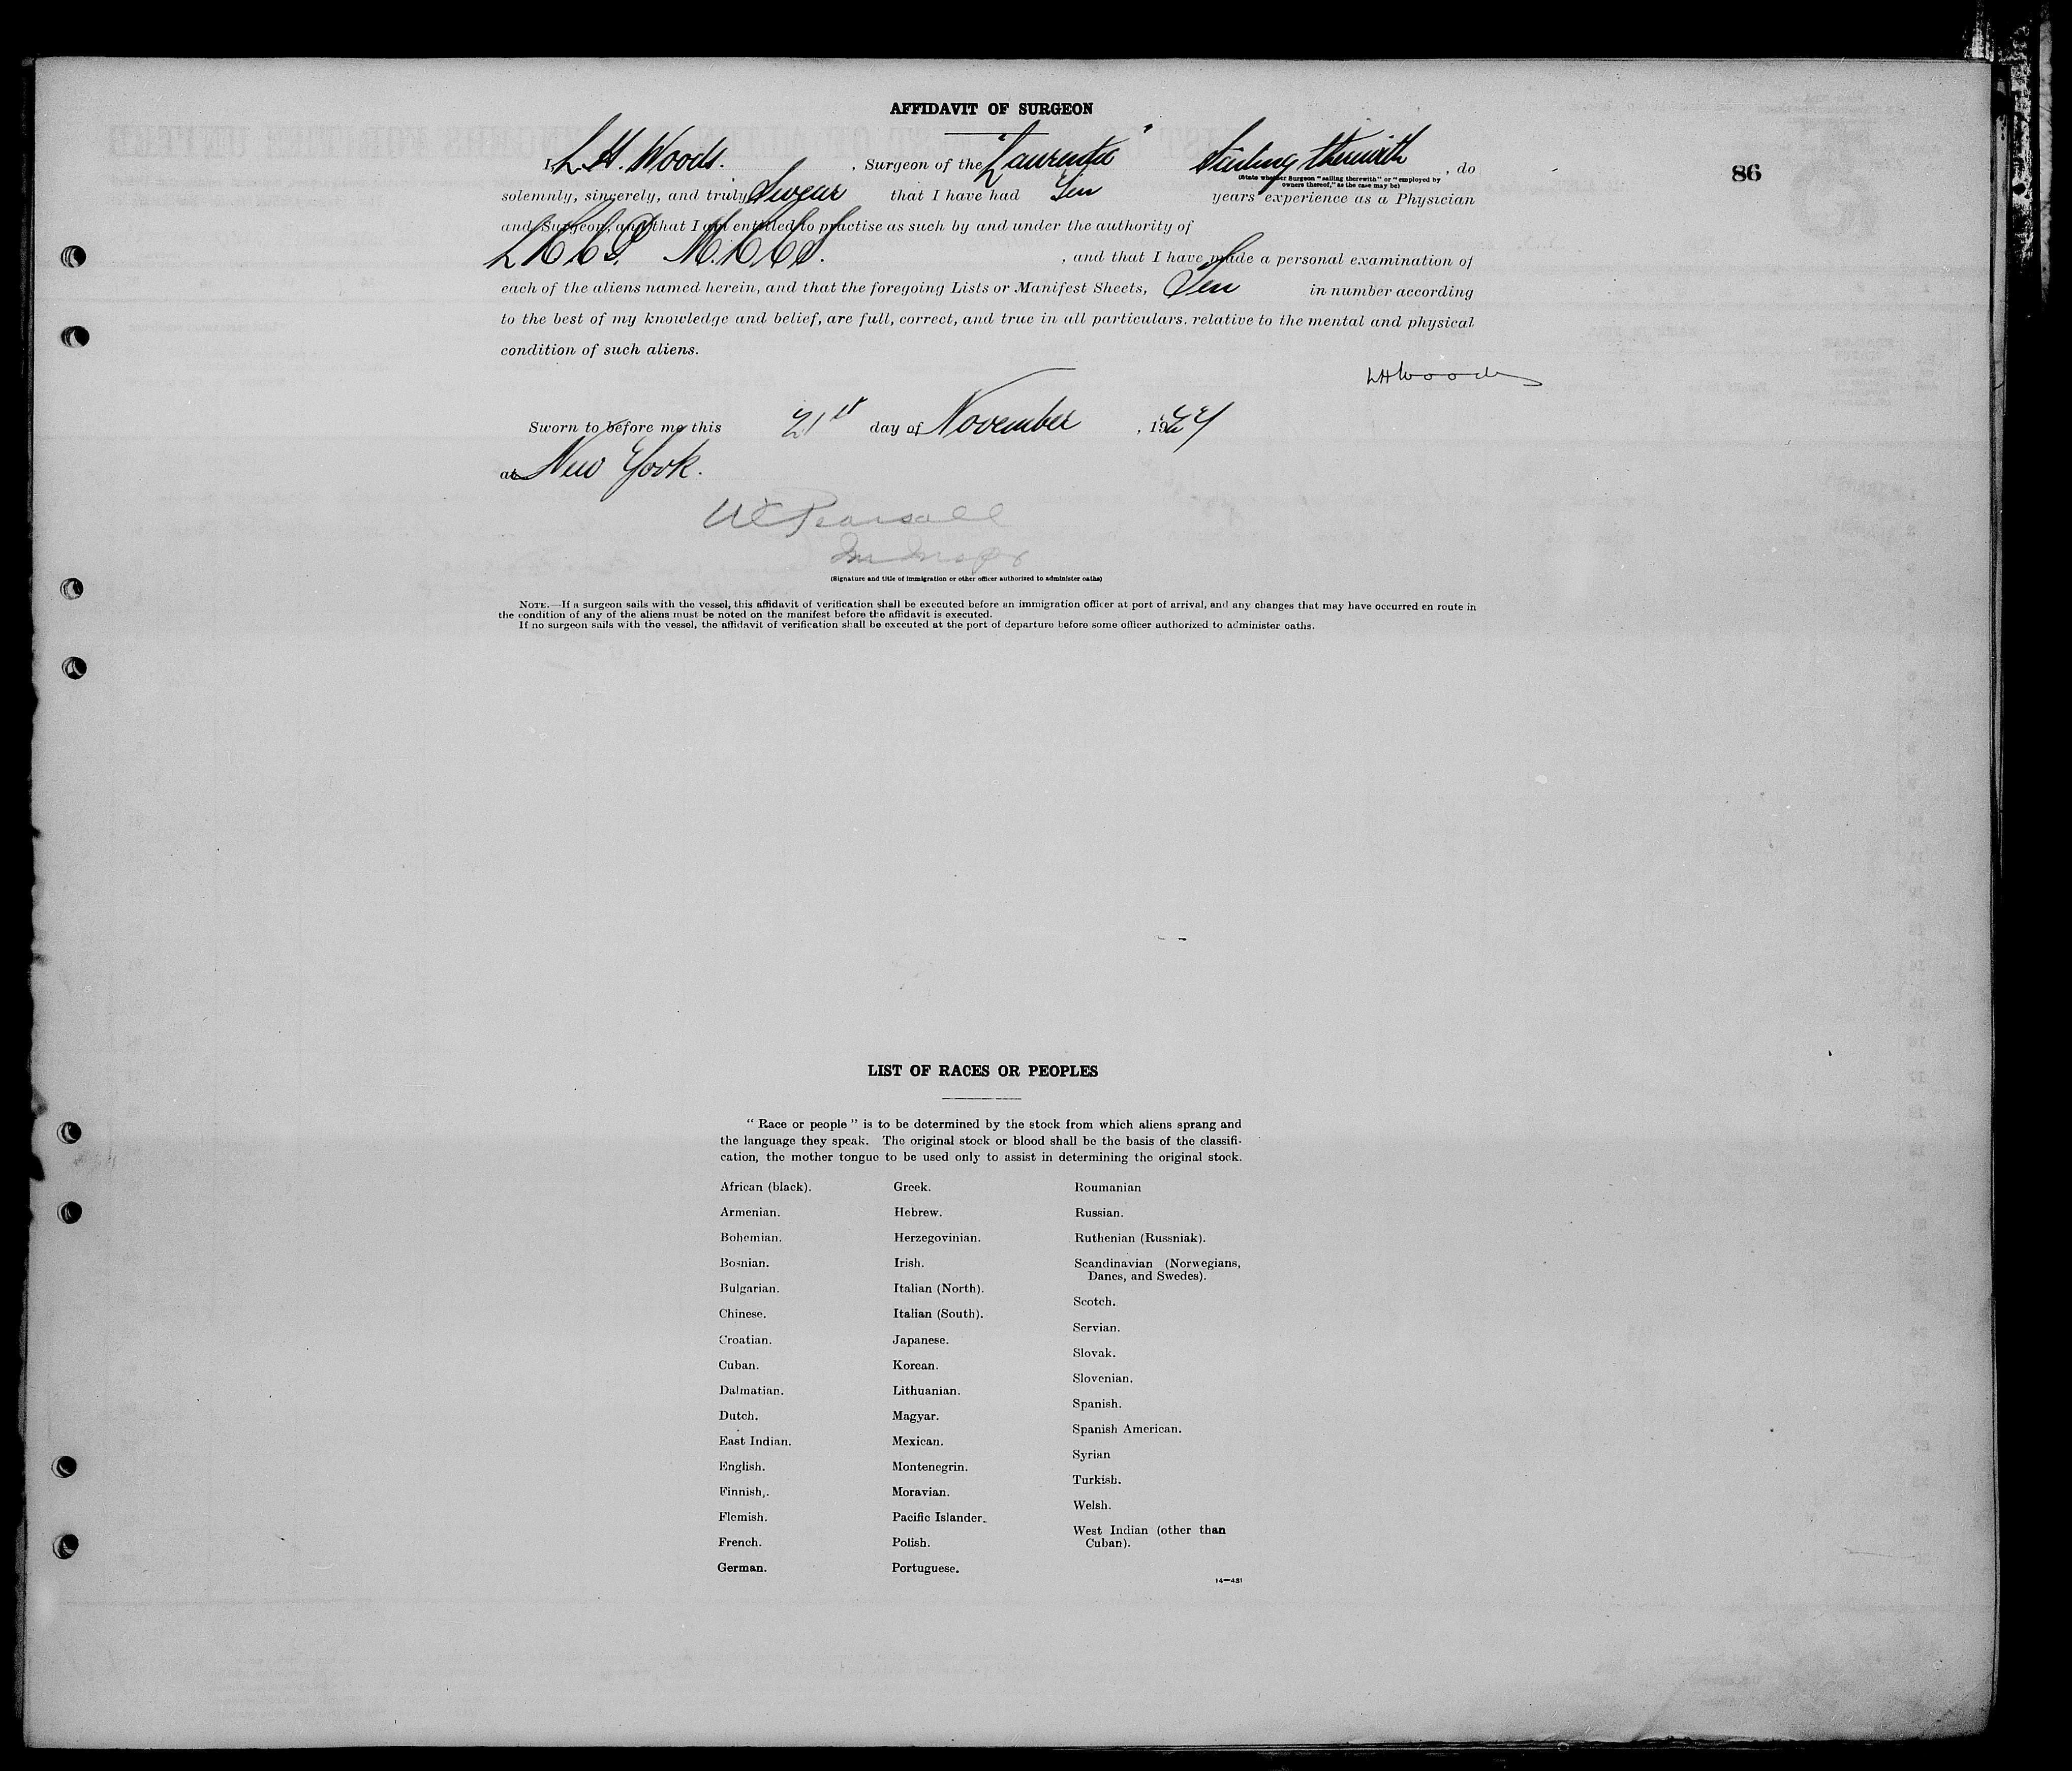 AFFIDAVIT OF SURGEON
86
I, L. H. Woods. , Surgeon of the "Laurentic" Sailing therewith , do
(State whether Surgeon "sailing therewith" or "employed by
owners thereof," as the case may be)
solemnly, sincerely, and truly Swear that I have had Ten years' experience as a Physician
and Surgeon, and that I am entitled to practise as such by and under the authority of
L.R.C.P. M.R.C.S. , and that I have made a personal examination of
each of the aliens named herein, and that the foregoing Lists or Manifest Sheets, Ten in number according
to the best of my knowledge and belief, are full, correct, and true in all particulars. relative to the mental and physical
condition of such aliens.
LHWoods
Sworn to before me this 21st day of November , 1924
at New York.
W C Pearsall
(Signature and title of immigration or other officer authorized to administer oaths)
NOTE.—If a surgeon sails with the vessel, this affidavit of verification shall be executed before an immigration officer at port of arrival, and any changes that may have occurred en route in
the condition of any of the aliens must be noted on the manifest before the affidavit is executed.
If no surgeon sails with the vessel, the affidavit of verification shall be executed at the port of departure before some officer authorized to administer oaths.
LIST OF RACES OR PEOPLES
"Race or people" is to be determined by the stock from which aliens sprang and
the language they speak. The original stock or blood shall be the basis of the classifi-
cation, the mother tongue to be used only to assist in determining the original stock.
African (black).
Armenian.
Bohemian.
Bosnian.
Bulgarian.
Chinese.
Croatian.
Cuban.
Dalmatian.
Dutch.
East Indian.
English.
Finnish,.
Flemish.
French.
German.
Greek.
Hebrew.
Herzegovinian.
Irish.
Italian (North).
Italian (South).
Japanese.
Korean.
Lithuanian.
Magyar.
Mexican.
Montenegrin.
Moravian.
Pacific Islander.
Polish.
Portuguese.
Roumanian
Russian.
Ruthenian (Russniak).
Scandinavian (Norwegians,
Danes, and Swedes).
Scotch.
Servian.
Slovak.
Slovenian.
Spanish.
Spanish American.
Syrian
Turkish.
Welsh.
West Indian (other than
Cuban).
14—431